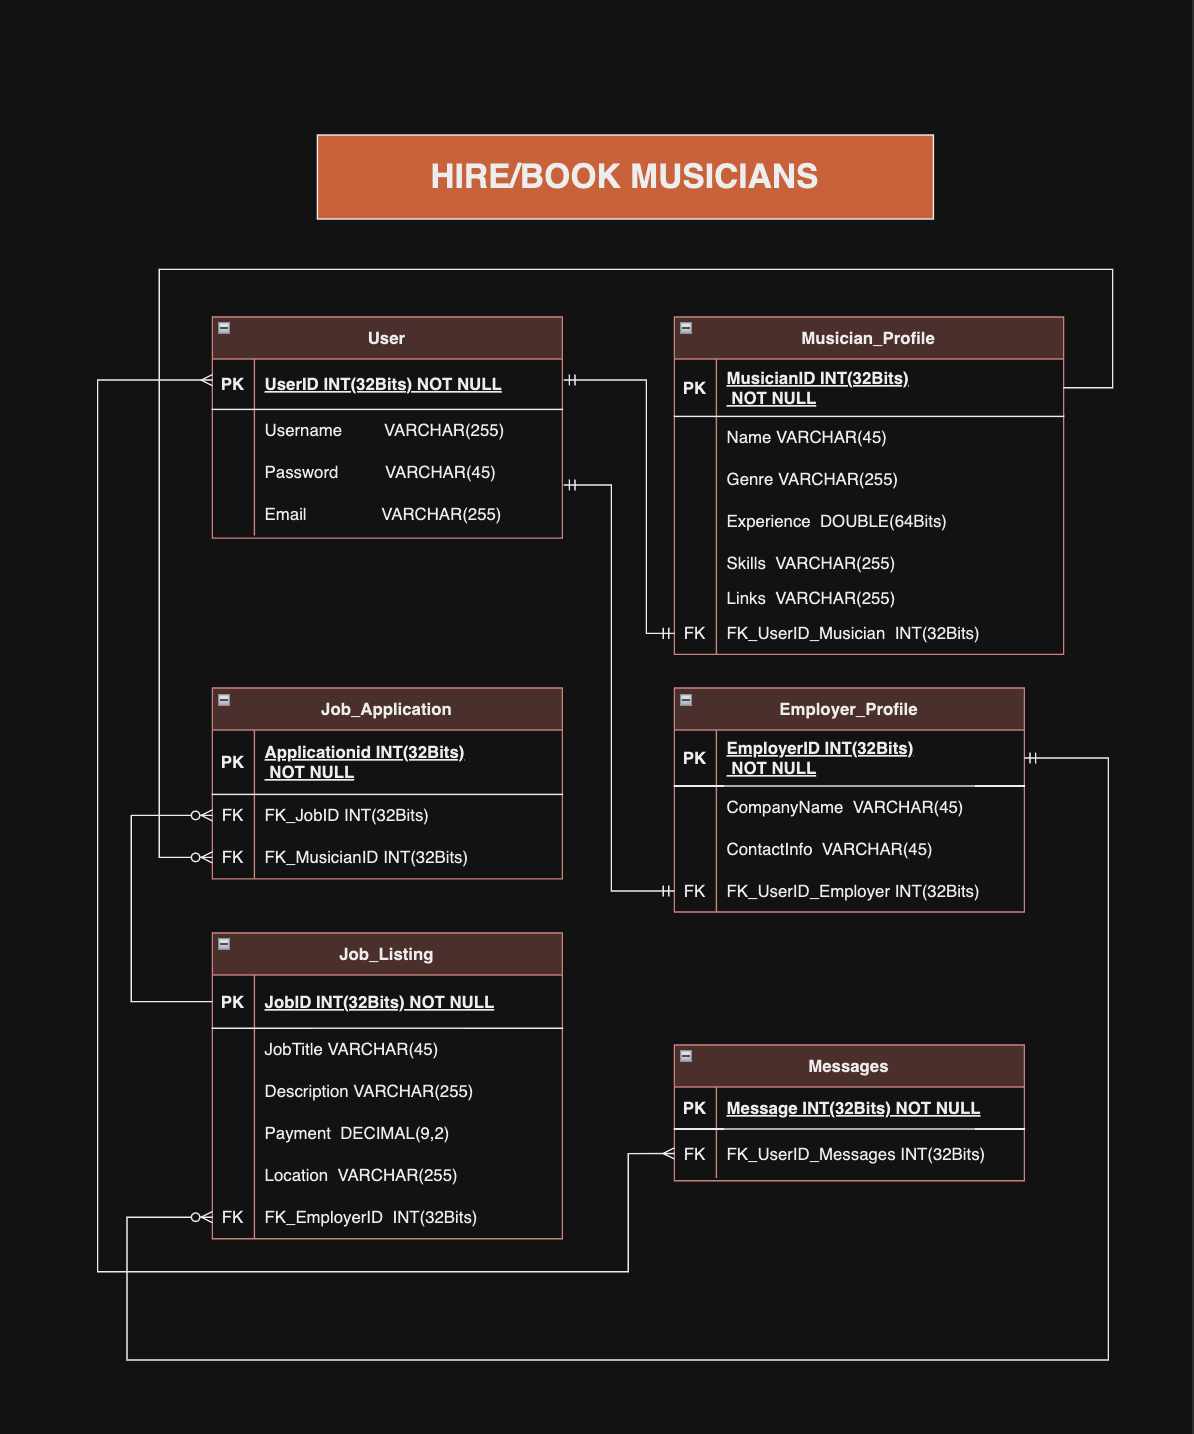 HIRE/BOOK MUSICIANS
User
PK UserID INT(32Bits) NOT NULL
Username VARCHAR(255)
Password VARCHAR(45)
Email VARCHAR(255)
Musician_Profile
PK MusicianID INT(32Bits)
NOT NULL
Name VARCHAR(45)
Genre VARCHAR(255)
Experience DOUBLE(64Bits)
Skills VARCHAR(255)
Links VARCHAR(255)
FK FK_UserID_Musician INT(32Bits)
Job_Application
PK Applicationid INT(32Bits)
NOT NULL
FK FK_JobID INT(32Bits)
FK FK_MusicianID INT(32Bits)
Employer_Profile
PK EmployerID INT(32Bits)
NOT NULL
CompanyName VARCHAR(45)
ContactInfo VARCHAR(45)
FK FK_UserID_Employer INT(32Bits)
Job_Listing
PK JobID INT(32Bits) NOT NULL
JobTitle VARCHAR(45)
Description VARCHAR(255)
Payment DECIMAL(9,2)
Location VARCHAR(255)
FK FK_EmployerID INT(32Bits)
Messages
PK Message INT(32Bits) NOT NULL
FK FK_UserID_Messages INT(32Bits)